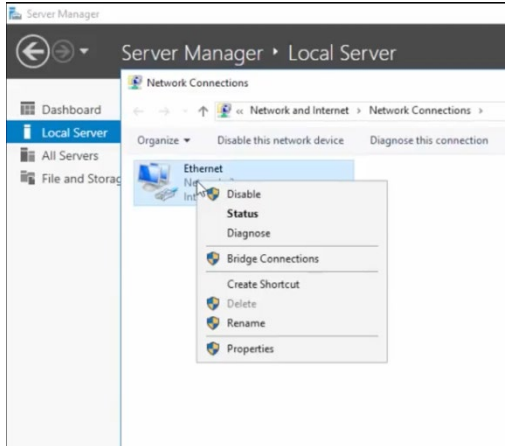 Server Manager
Server Manager • Local Server
Network Connections
« Network and Internet > Network Connections >
Dashboard
Local Server
All Servers
File and Storag
Organize
Disable this network device
Diagnose this connection
Ethernet
Disable
Status
Diagnose
Bridge Connections
Create Shortcut
Delete
Rename
Properties